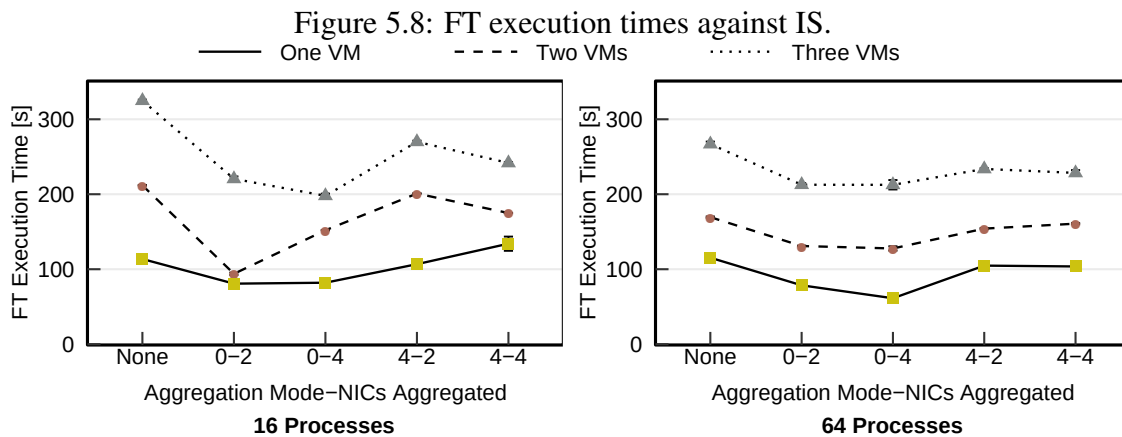 Figure 5.8: FT execution times against IS.
One VM Two VMs Three VMs
FT Execution Time [s]
300
200
100
0
None 0−2 0−4 4−2 4−4
Aggregation Mode−NICs Aggregated
16 Processes
FT Execution Time [s]
300
200
100
0
None 0−2 0−4 4−2 4−4
Aggregation Mode−NICs Aggregated
64 Processes